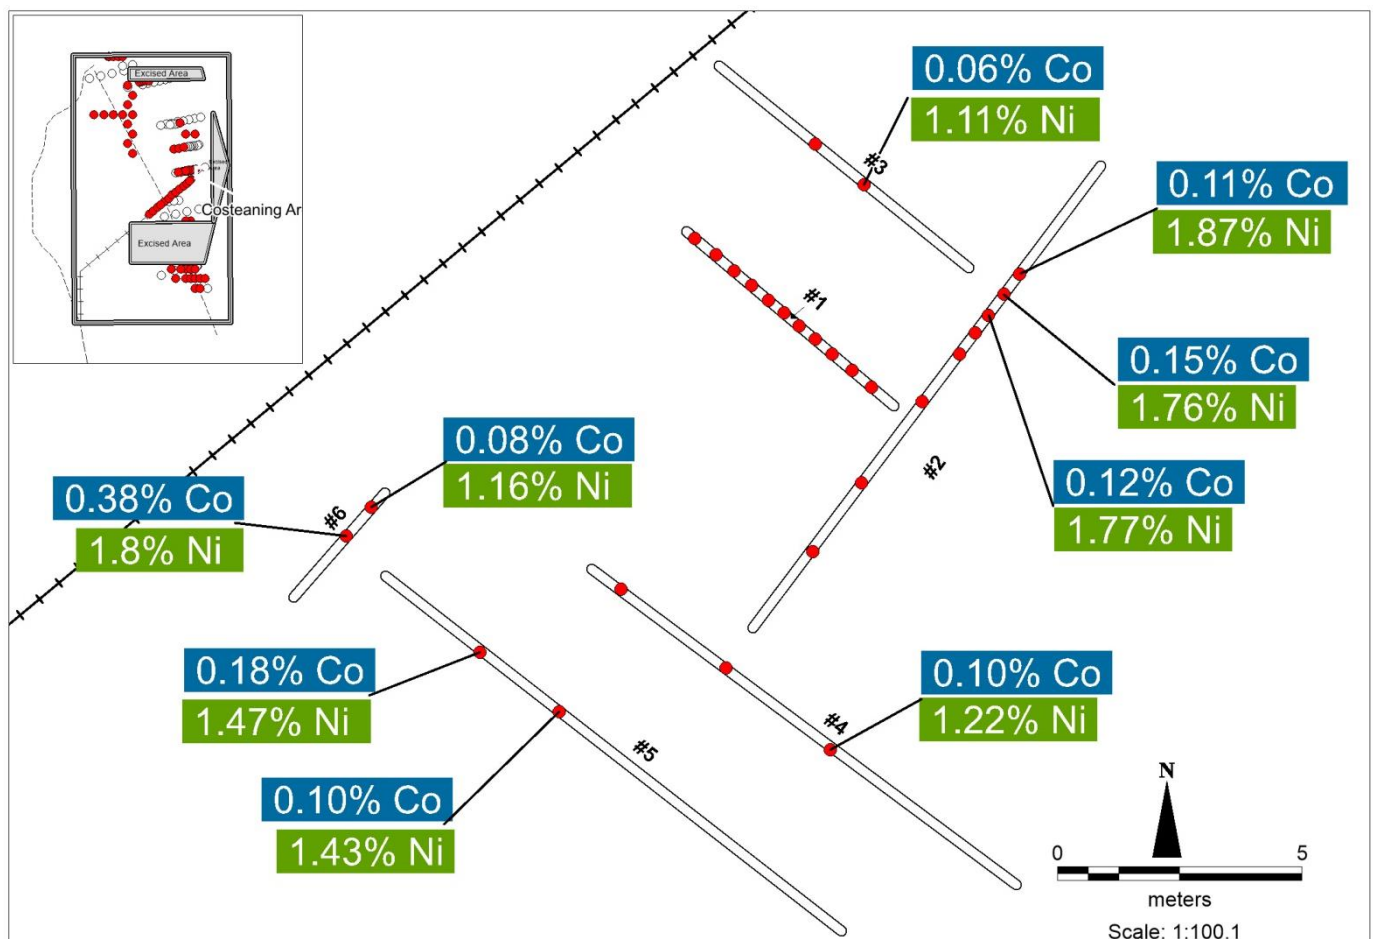 Excised Area
Excised
Area
Costeaning Ar
Excised Area
0.06% Co
1.11% Ni
#3
0.11% Co
1.87% Ni
#1
0.15% Co
1.76% Ni
0.08% Co
1.16% Ni
#2
0.12% Co
1.77% Ni
0.38% Co
1.8% Ni
#6
0.18% Co
1.47% Ni
0.10% Co
1.22% Ni
#4
#5
0.10% Co
1.43% Ni
N
0 5
meters
Scale: 1:100.1